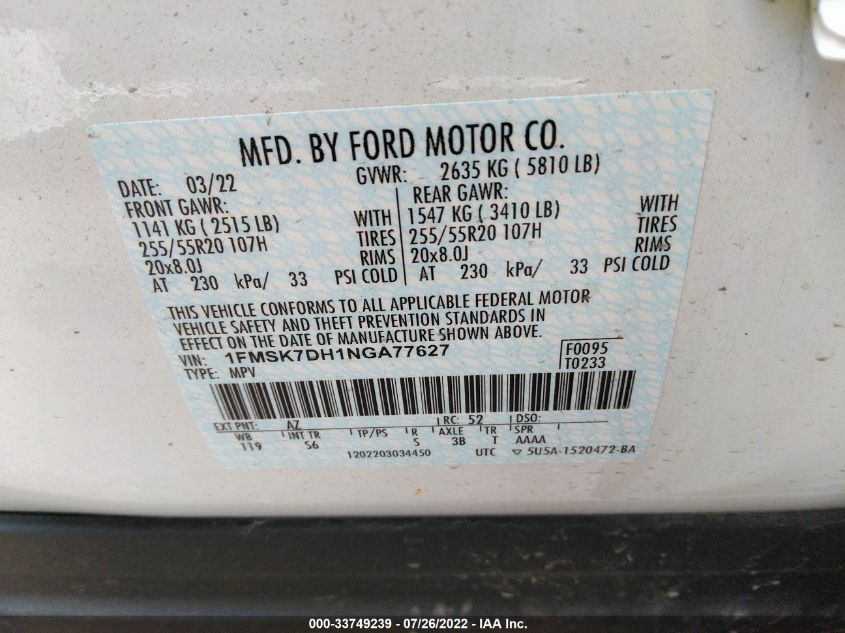 MFD. BY FORD MOTOR CO.
DATE: 03/22 GVWR: 2635 KG ( 5810 LB)
FRONT GAWR: REAR GAWR:
1141 KG ( 2515 LB) WITH 1547 KG ( 3410 LB) WITH
255/55R20 107H TIRES 255/55R20 107H TIRES
20x8.0J RIMS 20x8.0J RIMS
AT 230 kPa/ 33 PSI COLD AT 230 kPa/ 33 PSI COLD
THIS VEHICLE CONFORMS TO ALL APPLICABLE FEDERAL MOTOR
VEHICLE SAFETY AND THEFT PREVENTION STANDARDS IN
EFFECT ON THE DATE OF MANUFACTURE SHOWN ABOVE.
VIN: 1FMSK7DH1NGA77627 F0095
TYPE: MPV T0233
EXT PNT: AZ RC: 52 DSO:
WB INT TR TP/PS R AXLE TR SPR
119 S6 S 3B T AAAA
1202203034450 UTC ▽ 5U5A-1520472-BA
000-33749239 - 07/26/2022 - IAA Inc.